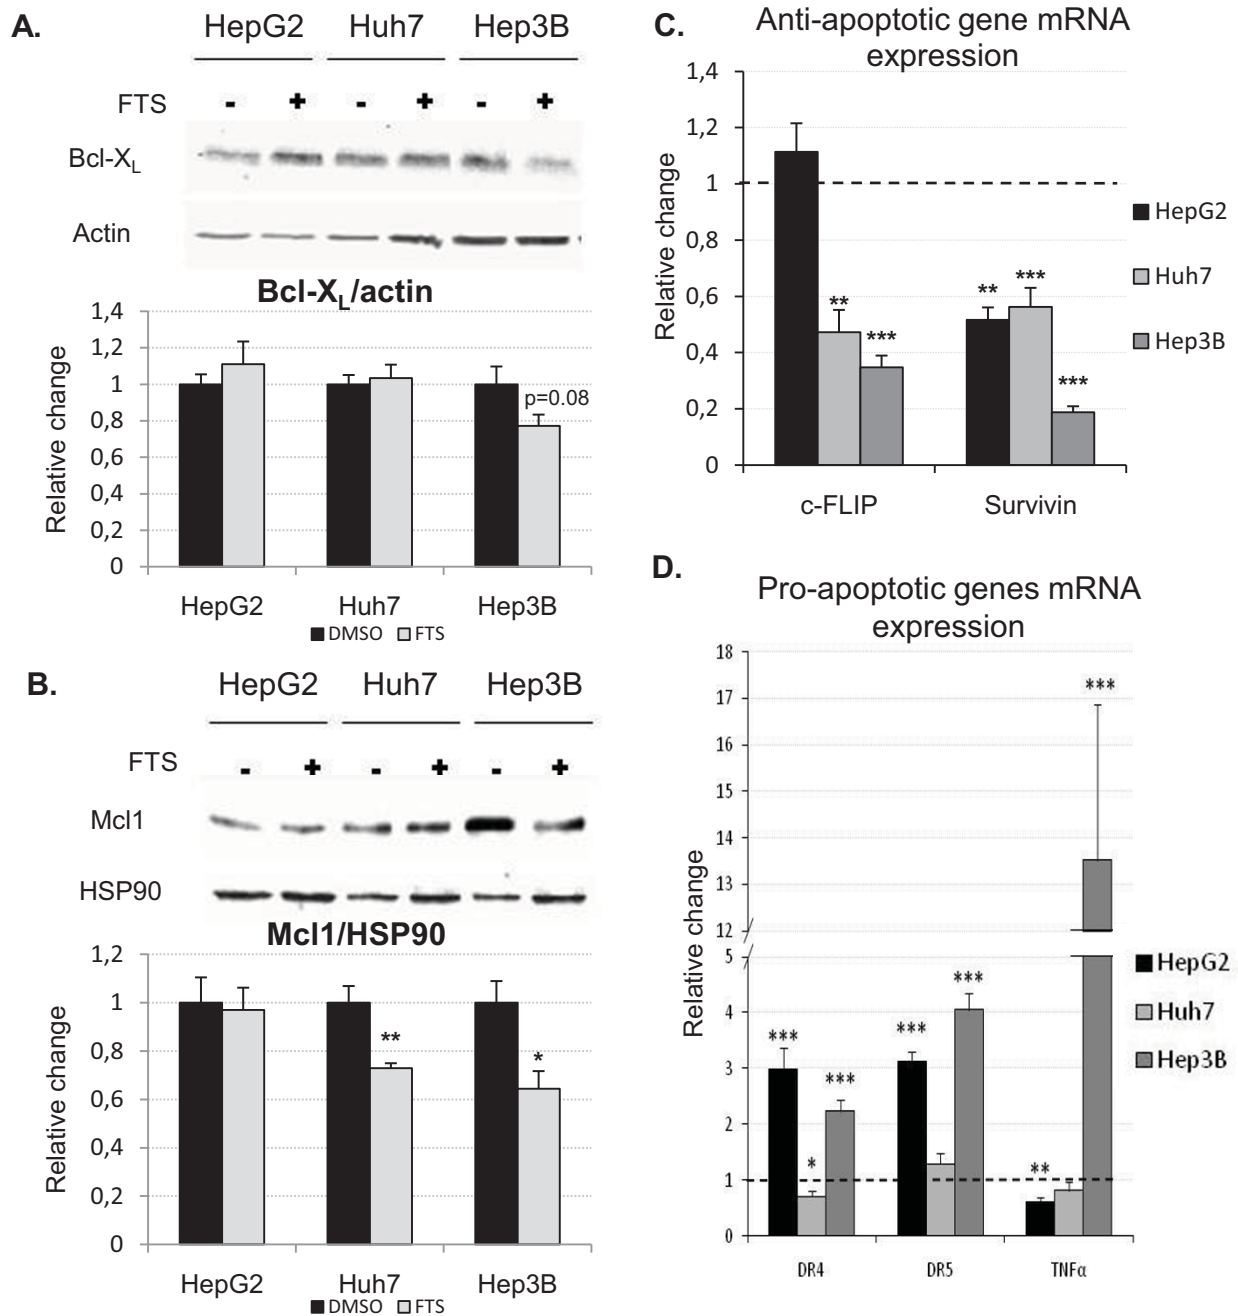 A.
HepG2 Huh7 Hep3B
FTS - + - + - +
Bcl-XL
Actin
Bcl-XL/actin
Relative change
1,4
1,2
1
0,8
0,6
0,4
0,2
0
p=0.08
HepG2 Huh7 Hep3B
DMSO FTS
B.
HepG2 Huh7 Hep3B
FTS - + - + - +
Mcl1
HSP90
Mcl1/HSP90
Relative change
1,2
1
0,8
0,6
0,4
0,2
0
**
*
HepG2 Huh7 Hep3B
DMSO FTS
C.
Anti-apoptotic gene mRNA
expression
Relative change
1,4
1,2
1
0,8
0,6
0,4
0,2
0
** *** ** *** ***
c-FLIP Survivin
HepG2
Huh7
Hep3B
D.
Pro-apoptotic genes mRNA
expression
Relative change
18
17
16
15
14
13
12
5
4
3
2
1
0
*** * *** *** *** ** ***
DR4 DR5 TNFα
HepG2
Huh7
Hep3B